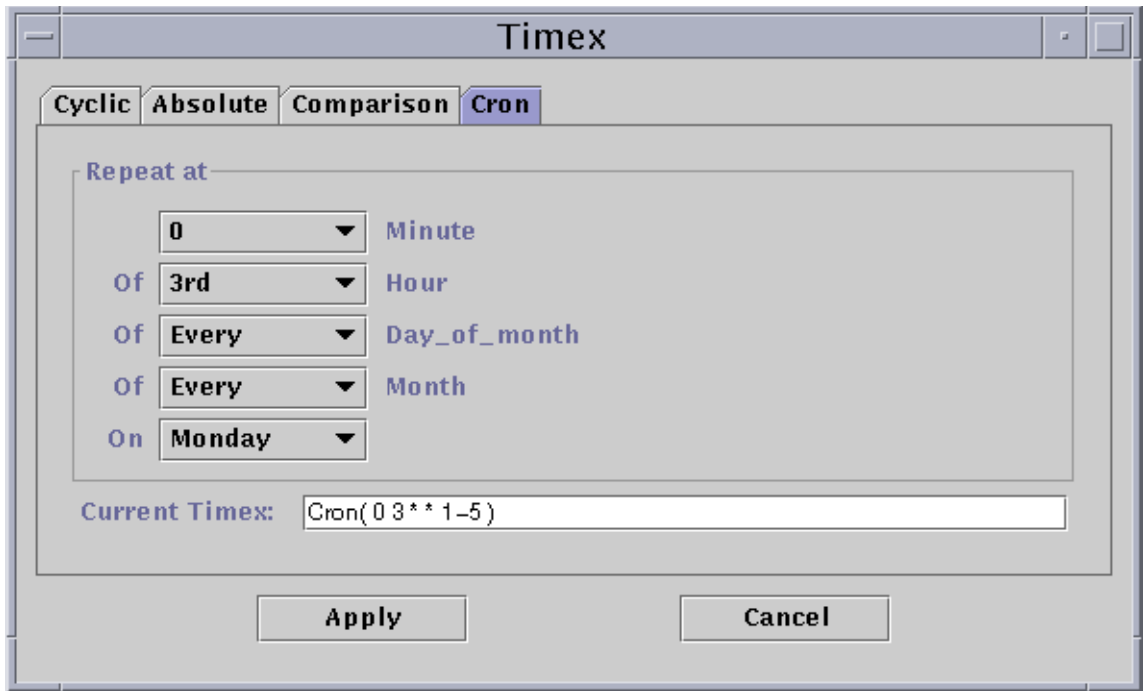 Timex
Cyclic Absolute Comparison Cron
Repeat at
0 Minute
Of 3rd Hour
Of Every Day_of_month
Of Every Month
On Monday
Current Timex: Cron( 0 3 * * 1-5 )
Apply Cancel